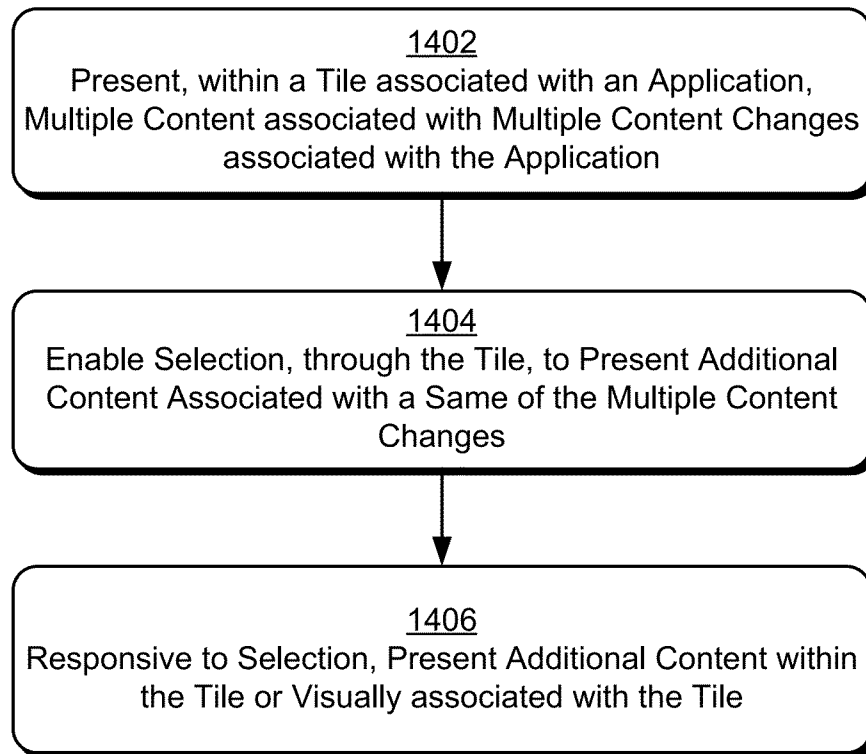 1402
Present, within a Tile associated with an Application,
Multiple Content associated with Multiple Content Changes
associated with the Application
1404
Enable Selection, through the Tile, to Present Additional
Content Associated with a Same of the Multiple Content
Changes
1406
Responsive to Selection, Present Additional Content within
the Tile or Visually associated with the Tile